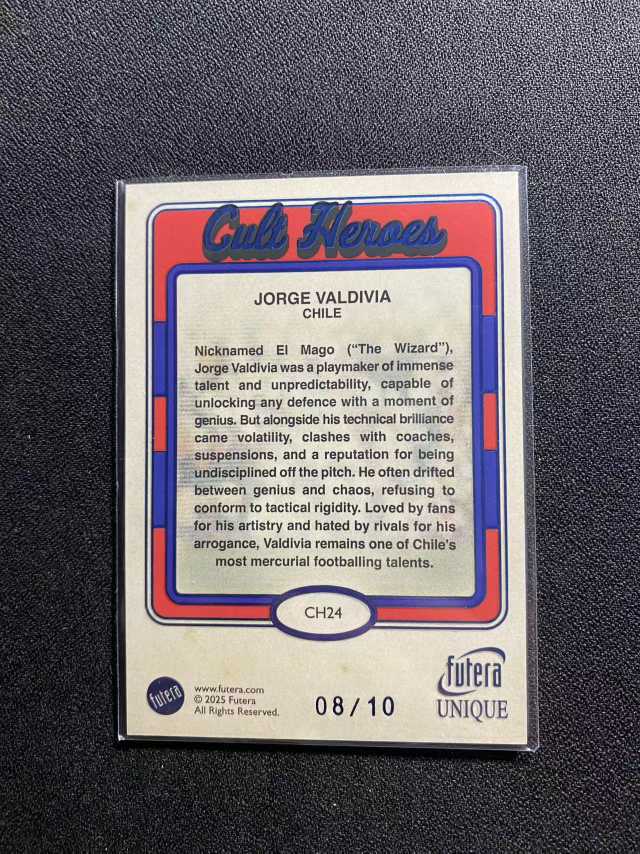 Cult Heroes
JORGE VALDIVIA
CHILE
Nicknamed El Mago (“The Wizard”),
Jorge Valdivia was a playmaker of immense
talent and unpredictability, capable of
unlocking any defence with a moment of
genius. But alongside his technical brilliance
came volatility, clashes with coaches,
suspensions, and a reputation for being
undisciplined off the pitch. He often drifted
between genius and chaos, refusing to
conform to tactical rigidity. Loved by fans
for his artistry and hated by rivals for his
arrogance, Valdivia remains one of Chile’s
most mercurial footballing talents.
CH24
futera
www.futera.com
© 2025 Futera
All Rights Reserved.
08/10
futera
UNIQUE